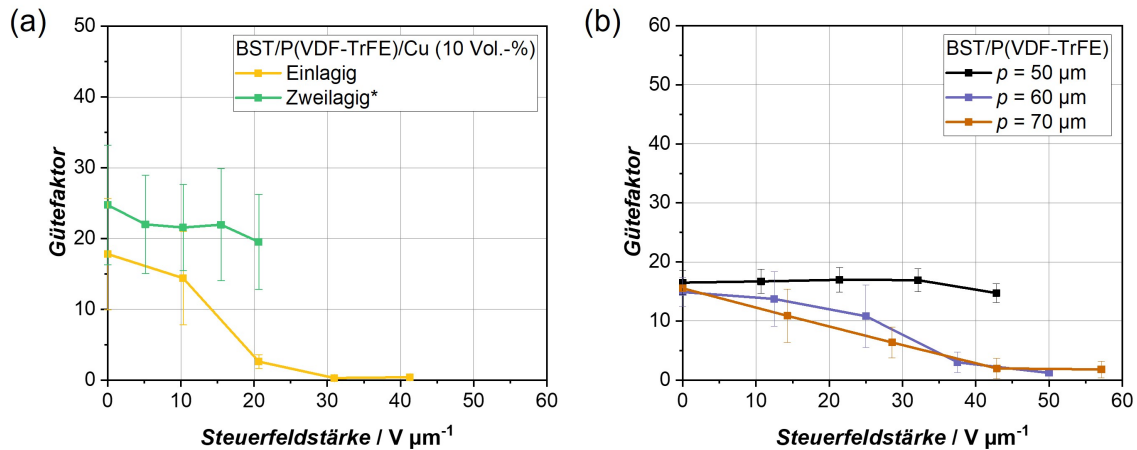 (a)
50
40
30
20
10
0
Gütefaktor
BST/P(VDF-TrFE)/Cu (10 Vol.-%)
Einlagig
Zweilagig*
0 10 20 30 40 50 60
Steuerfeldstärke / V µm⁻¹
(b)
60
50
40
30
20
10
0
Gütefaktor
BST/P(VDF-TrFE)
p = 50 µm
p = 60 µm
p = 70 µm
0 10 20 30 40 50 60
Steuerfeldstärke / V µm⁻¹